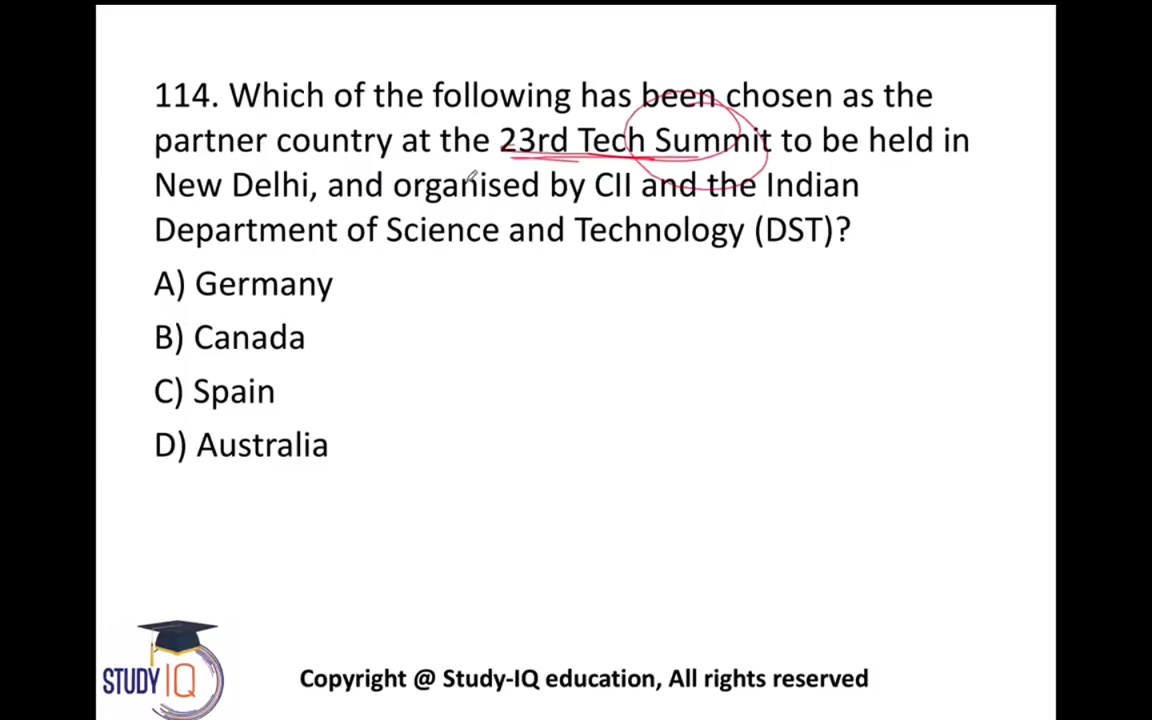 114. Which of the following has been chosen as the
partner country at the 23rd Tech Summit to be held in
New Delhi, and organised by CII and the Indian
Department of Science and Technology (DST)?
A) Germany
B) Canada
C) Spain
D) Australia
STUDY IQ
Copyright @ Study-IQ education, All rights reserved